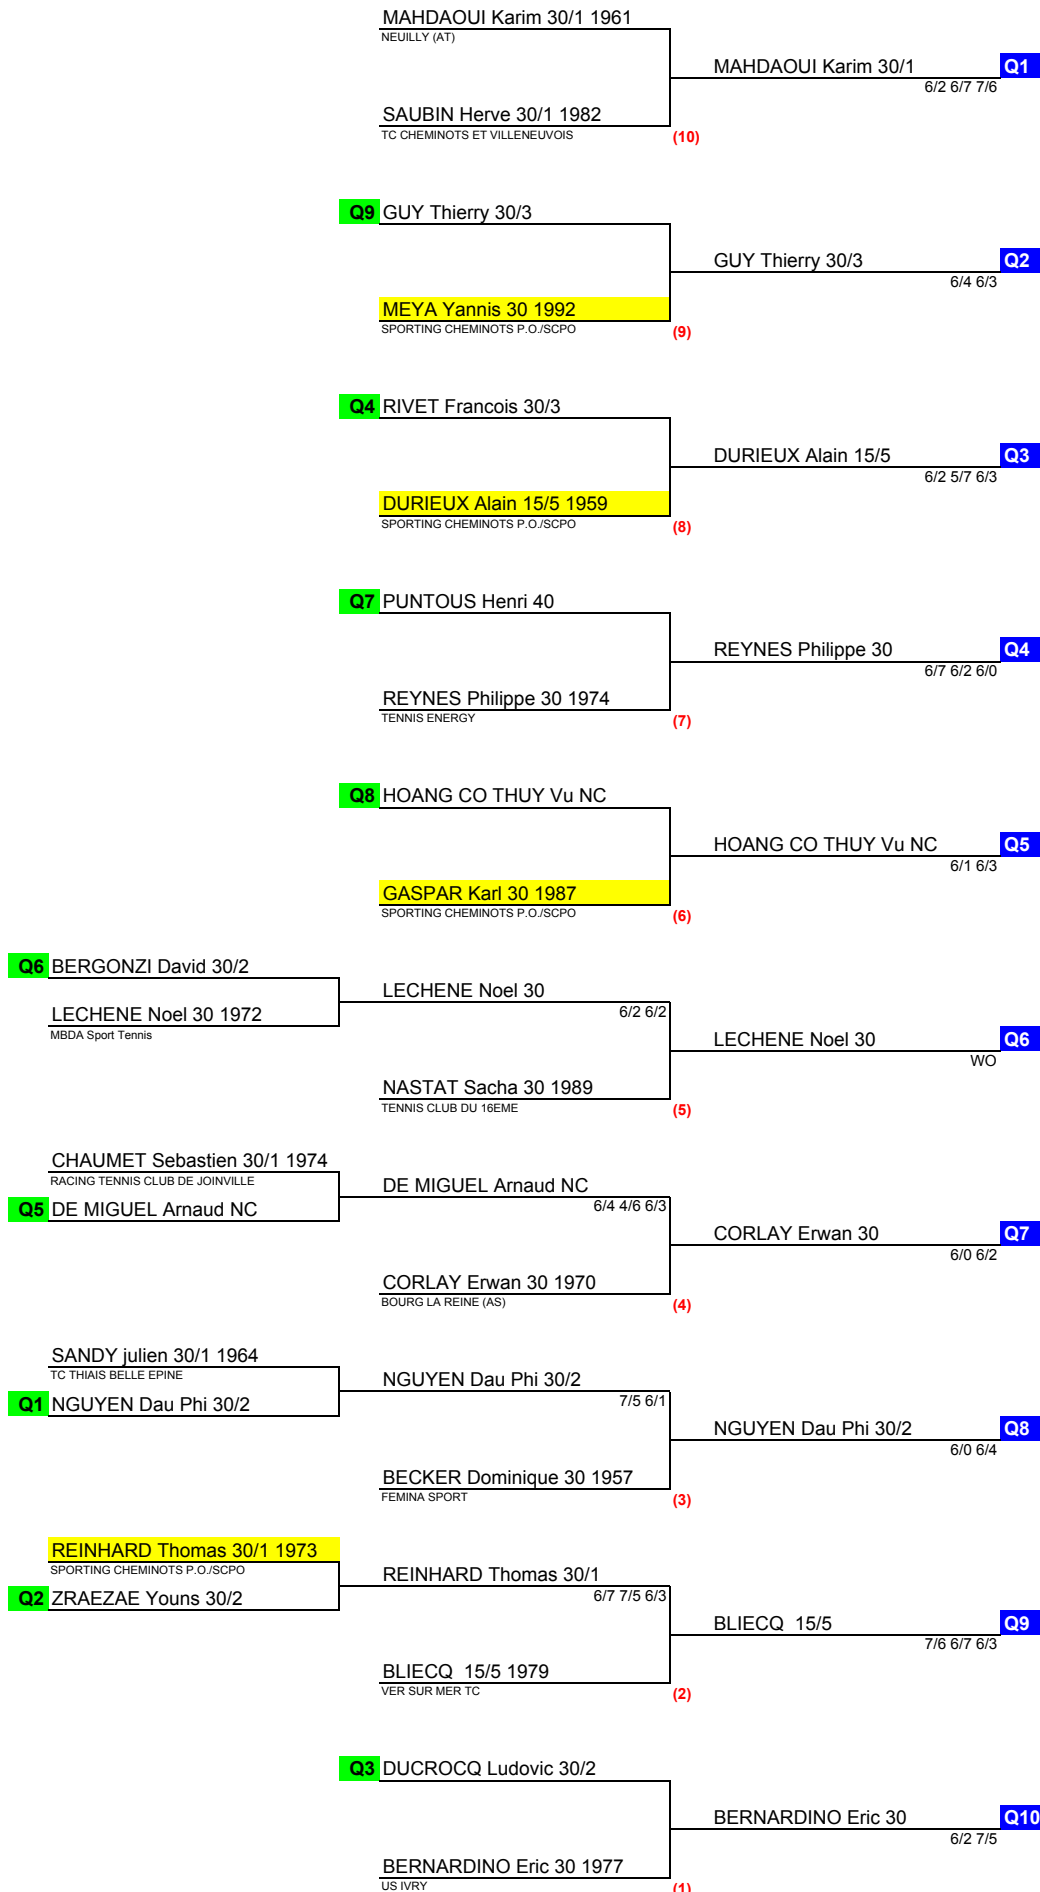 MAHDAOUI Karim 30/1 1961
NEUILLY (AT)
MAHDAOUI Karim 30/1 Q1
6/2 6/7 7/6
SAUBIN Herve 30/1 1982
TC CHEMINOTS ET VILLENEUVOIS (10)
Q9 GUY Thierry 30/3
GUY Thierry 30/3 Q2
6/4 6/3
MEYA Yannis 30 1992
SPORTING CHEMINOTS P.O./SCPO (9)
Q4 RIVET Francois 30/3
DURIEUX Alain 15/5 Q3
6/2 5/7 6/3
DURIEUX Alain 15/5 1959
SPORTING CHEMINOTS P.O./SCPO (8)
Q7 PUNTOUS Henri 40
REYNES Philippe 30 Q4
6/7 6/2 6/0
REYNES Philippe 30 1974
TENNIS ENERGY (7)
Q8 HOANG CO THUY Vu NC
HOANG CO THUY Vu NC Q5
6/1 6/3
GASPAR Karl 30 1987
SPORTING CHEMINOTS P.O./SCPO (6)
Q6 BERGONZI David 30/2
LECHENE Noel 30
6/2 6/2
LECHENE Noel 30 1972
MBDA Sport Tennis
LECHENE Noel 30 Q6
WO
NASTAT Sacha 30 1989
TENNIS CLUB DU 16EME (5)
CHAUMET Sebastien 30/1 1974
RACING TENNIS CLUB DE JOINVILLE
DE MIGUEL Arnaud NC
6/4 4/6 6/3
Q5 DE MIGUEL Arnaud NC
CORLAY Erwan 30 Q7
6/0 6/2
CORLAY Erwan 30 1970
BOURG LA REINE (AS) (4)
SANDY julien 30/1 1964
TC THIAIS BELLE EPINE
NGUYEN Dau Phi 30/2
7/5 6/1
Q1 NGUYEN Dau Phi 30/2
NGUYEN Dau Phi 30/2 Q8
6/0 6/4
BECKER Dominique 30 1957
FEMINA SPORT (3)
REINHARD Thomas 30/1 1973
SPORTING CHEMINOTS P.O./SCPO
REINHARD Thomas 30/1
6/7 7/5 6/3
Q2 ZRAEZAE Youns 30/2
BLIECQ 15/5 Q9
7/6 6/7 6/3
BLIECQ 15/5 1979
VER SUR MER TC (2)
Q3 DUCROCQ Ludovic 30/2
BERNARDINO Eric 30 Q10
6/2 7/5
BERNARDINO Eric 30 1977
US IVRY (1)